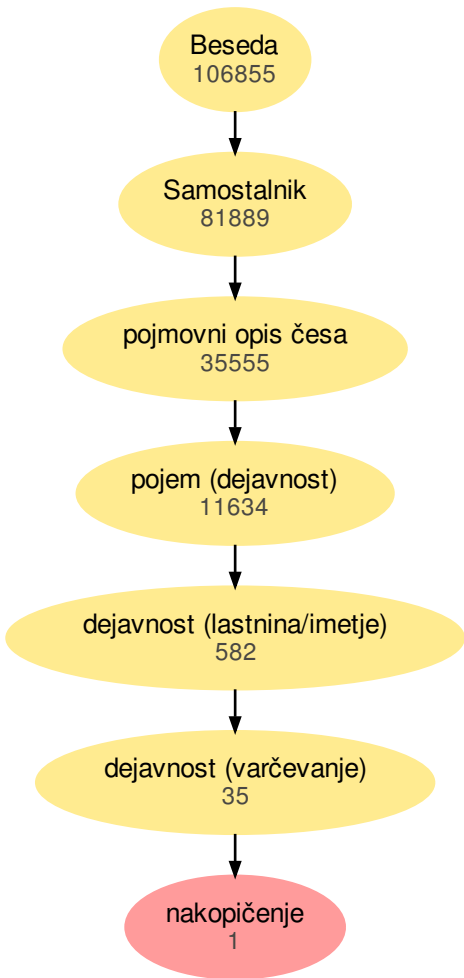 Beseda
106855
Samostalnik
81889
pojmovni opis česa
35555
pojem (dejavnost)
11634
dejavnost (lastnina/imetje)
582
dejavnost (varčevanje)
35
nakopičenje
1